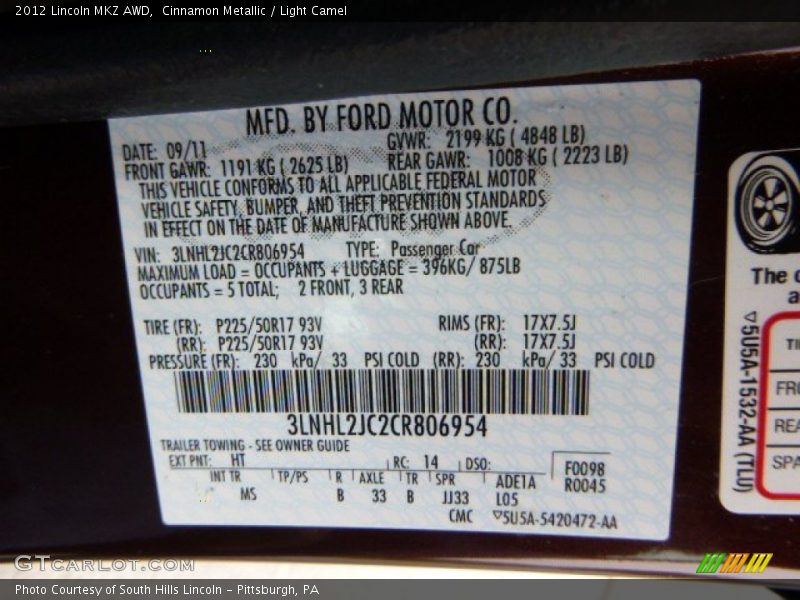 2012 Lincoln MKZ AWD,  Cinnamon Metallic / Light Camel
MFD. BY FORD MOTOR CO.
DATE: 09/11 GVWR: 2199 KG ( 4848 LB)
FRONT GAWR: 1191 KG ( 2625 LB) REAR GAWR: 1008 KG ( 2223 LB)
THIS VEHICLE CONFORMS TO ALL APPLICABLE FEDERAL MOTOR
VEHICLE SAFETY, BUMPER, AND THEFT PREVENTION STANDARDS
IN EFFECT ON THE DATE OF MANUFACTURE SHOWN ABOVE.
VIN: 3LNHL2JC2CR806954 TYPE: Passenger Car
MAXIMUM LOAD = OCCUPANTS + LUGGAGE = 396KG/ 875LB
OCCUPANTS = 5 TOTAL; 2 FRONT, 3 REAR
TIRE (FR): P225/50R17 93V RIMS (FR): 17X7.5J
(RR): P225/50R17 93V (RR): 17X7.5J
PRESSURE (FR): 230 kPa/ 33 PSI COLD (RR): 230 kPa/ 33 PSI COLD
3LNHL2JC2CR806954
TRAILER TOWING - SEE OWNER GUIDE
EXT PNT: HT RC: 14 DSO: F0098
INT TR TP/PS R AXLE TR SPR ADE1A R0045
MS B 33 B JJ33 L05
CMC ▽5U5A-5420472-AA
The
▽5U5A-1532-AA (TLU)
GTCARLOT.COM
Photo Courtesy of South Hills Lincoln - Pittsburgh, PA